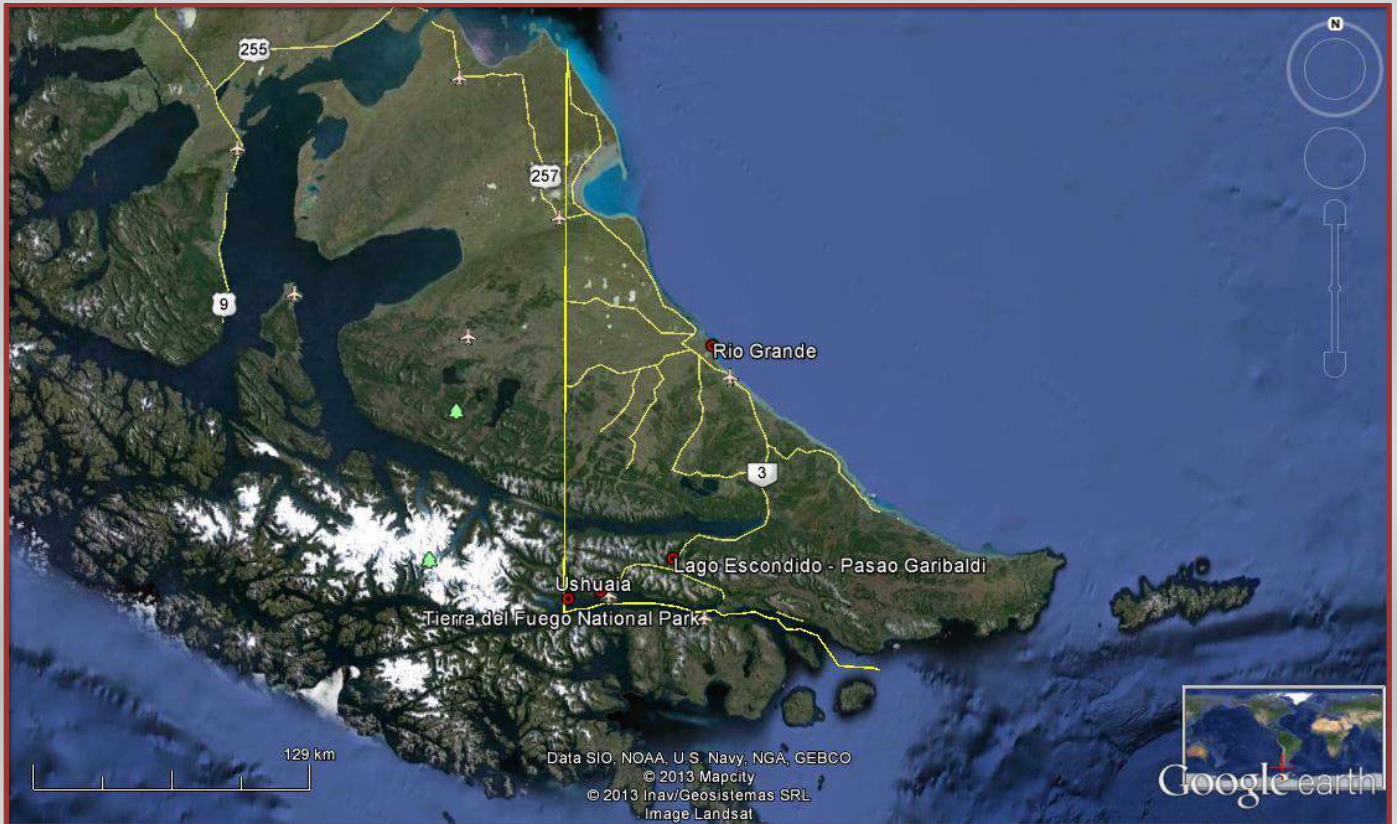 N
255
257
9
Rio Grande
3
Lago Escondido - Pasao Garibaldi
Ushuaia
Tierra del Fuego National Park
129 km
Data SIO, NOAA, U.S. Navy, NGA, GEBCO
© 2013 Mapcity
© 2013 Inav/Geosistemas SRL
Image Landsat
Google earth